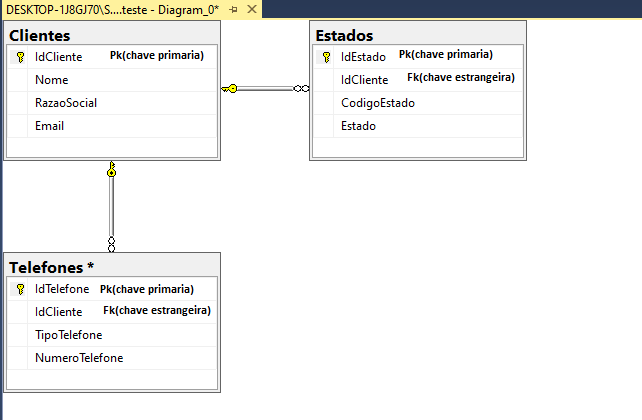 DESKTOP-1J8GJ70\S....teste - Diagram_0*
Clientes
IdCliente Pk(chave primaria)
Nome
RazaoSocial
Email
Estados
IdEstado Pk(chave primaria)
IdCliente Fk(chave estrangeira)
CodigoEstado
Estado
Telefones *
IdTelefone Pk(chave primaria)
IdCliente Fk(chave estrangeira)
TipoTelefone
NumeroTelefone